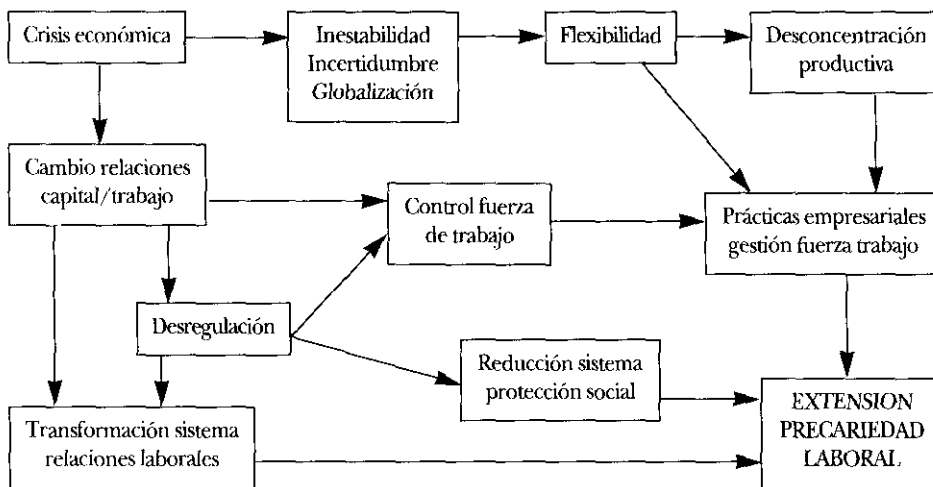 Crisis económica
Inestabilidad
Incertidumbre
Globalización
Flexibilidad
Desconcentración
productiva
Cambio relaciones
capital/trabajo
Control fuerza
de trabajo
Prácticas empresariales
gestión fuerza trabajo
Desregulación
Reducción sistema
protección social
Transformación sistema
relaciones laborales
EXTENSION
PRECARIEDAD
LABORAL